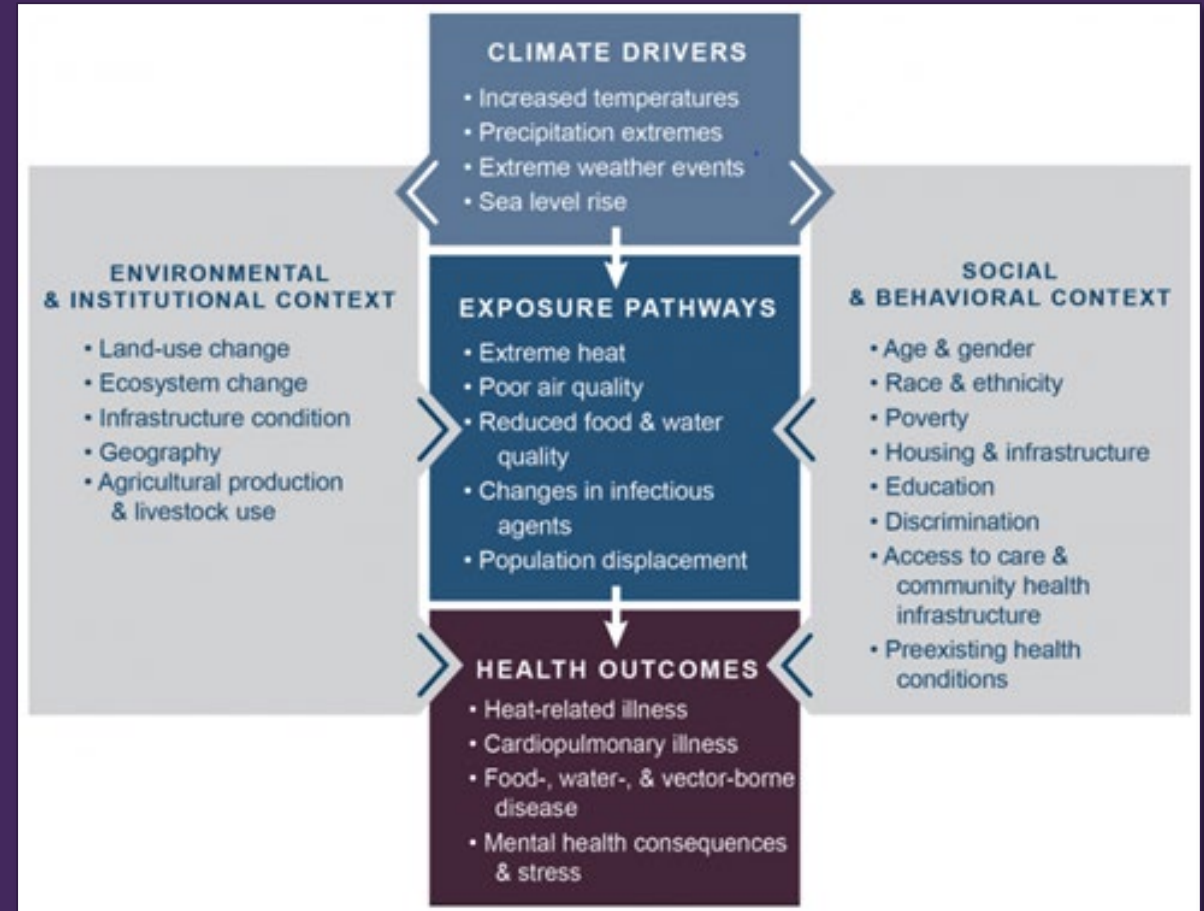 CLIMATE DRIVERS
• Increased temperatures
• Precipitation extremes
• Extreme weather events
• Sea level rise
ENVIRONMENTAL
& INSTITUTIONAL CONTEXT
• Land-use change
• Ecosystem change
• Infrastructure condition
• Geography
• Agricultural production
& livestock use
EXPOSURE PATHWAYS
• Extreme heat
• Poor air quality
• Reduced food & water
quality
• Changes in infectious
agents
• Population displacement
SOCIAL
& BEHAVIORAL CONTEXT
• Age & gender
• Race & ethnicity
• Poverty
• Housing & infrastructure
• Education
• Discrimination
• Access to care &
community health
infrastructure
• Preexisting health
conditions
HEALTH OUTCOMES
• Heat-related illness
• Cardiopulmonary illness
• Food-, water-, & vector-borne
disease
• Mental health consequences
& stress